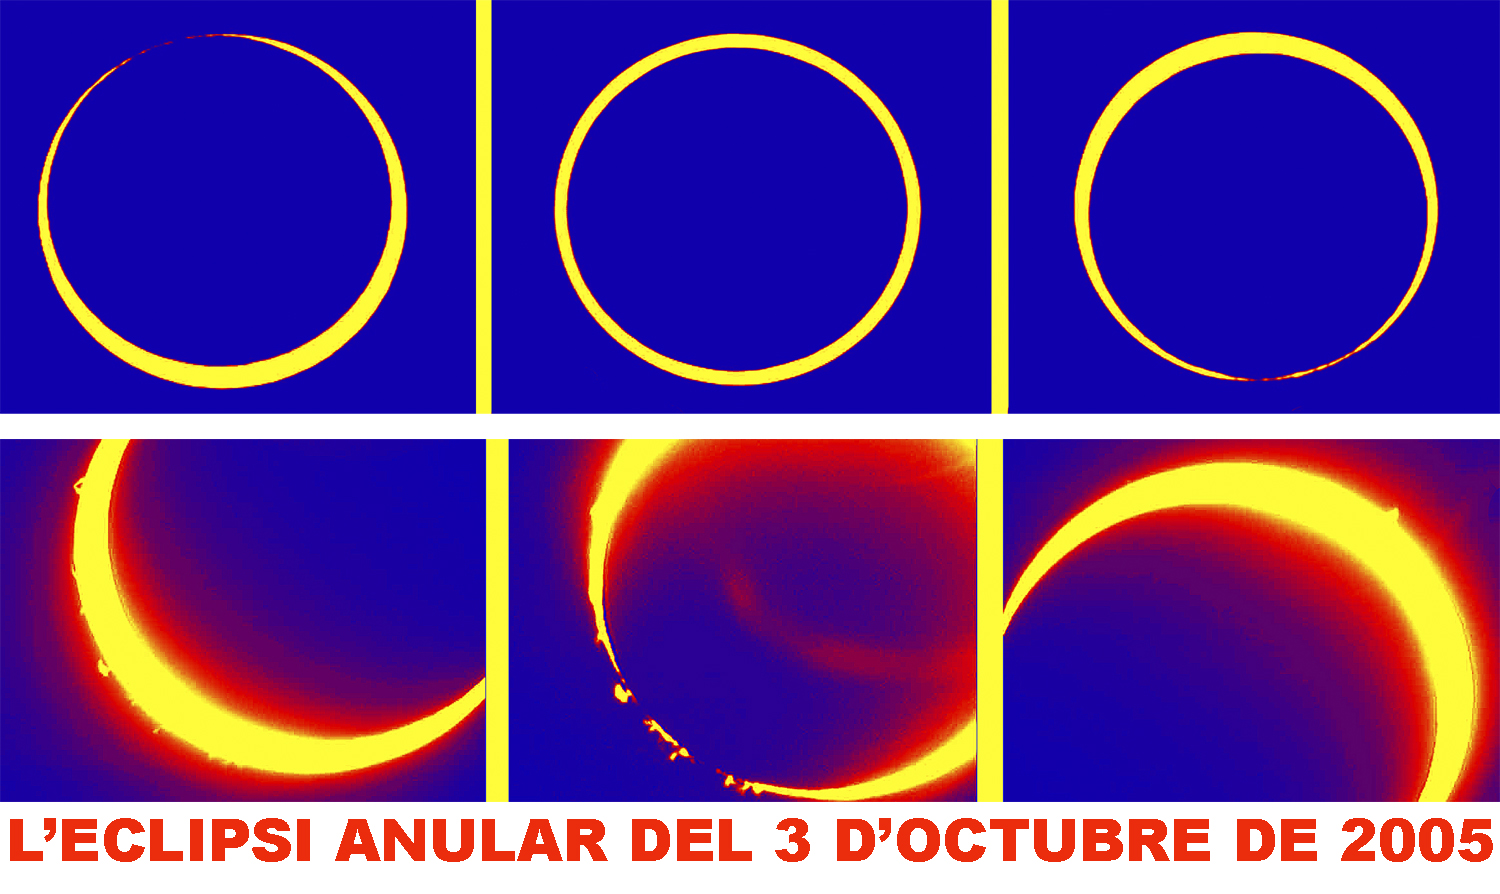 L’ECLIPSI ANULAR DEL 3 D’OCTUBRE DE 2005